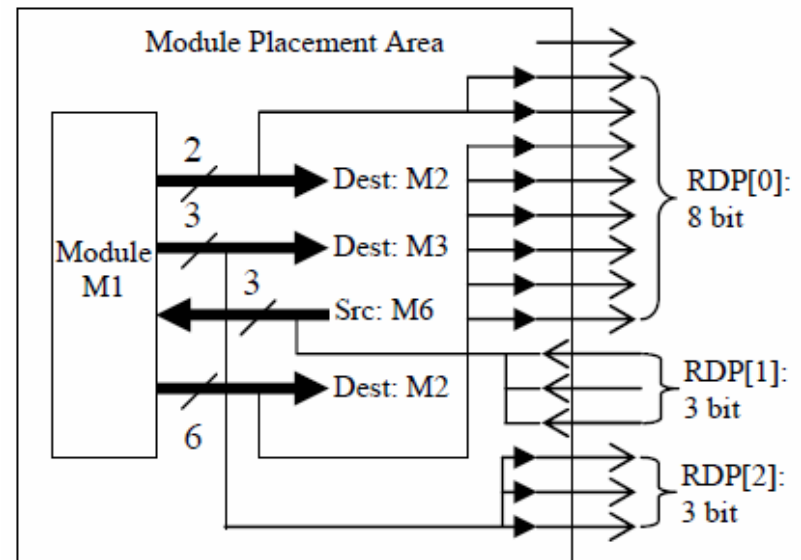 Module Placement Area
2
Dest: M2
RDP[0]:
8 bit
3
Dest: M3
Module
M1
3
Src: M6
RDP[1]:
3 bit
Dest: M2
6
RDP[2]:
3 bit